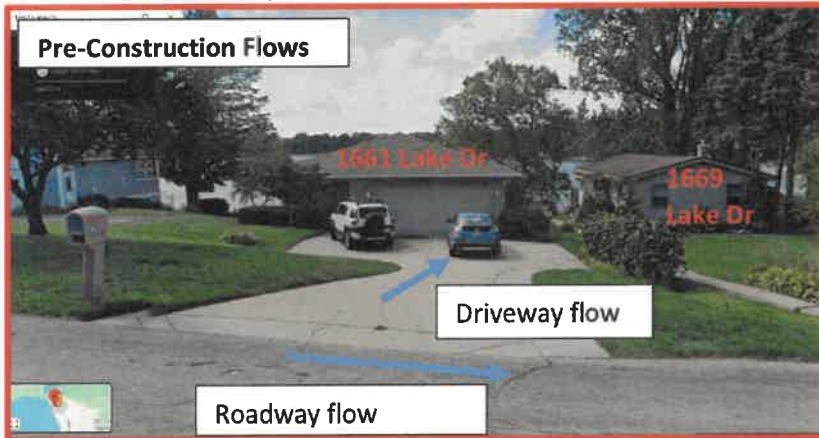 Pre-Construction Flows
1661 Lake Dr
1669
Lake Dr
Driveway flow
Roadway flow